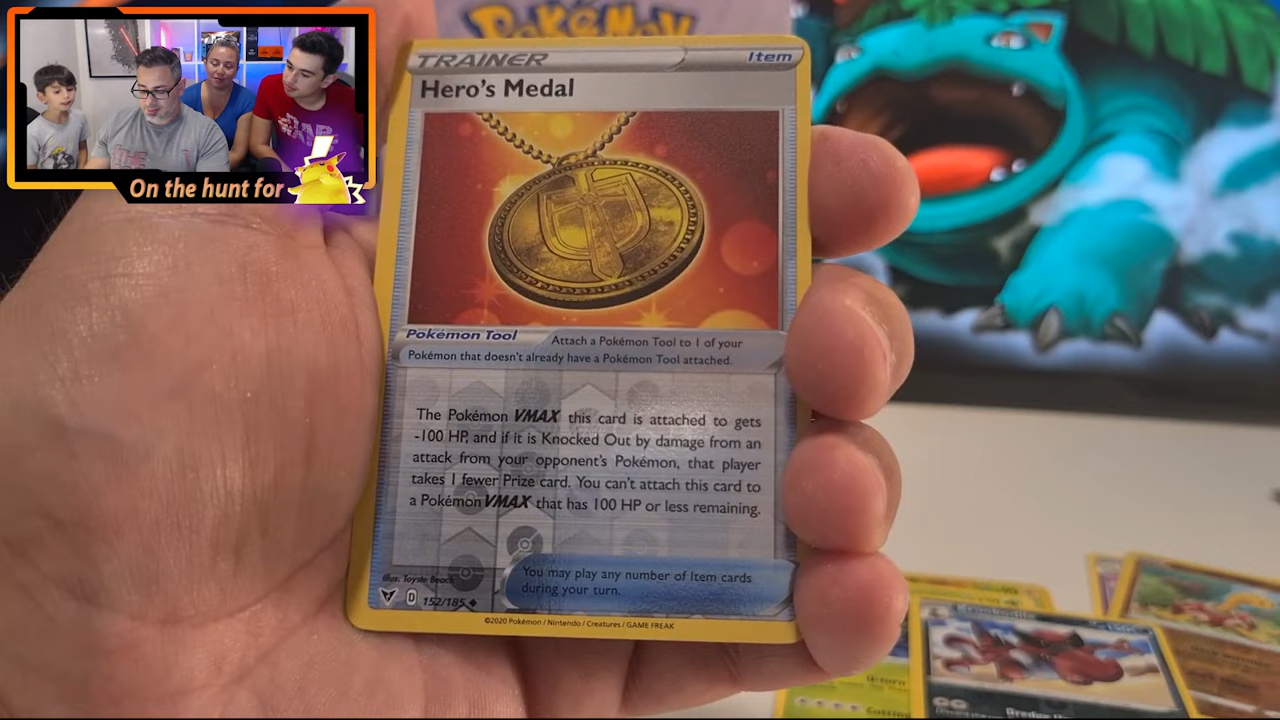 Pokémon
TRAINER
Item
Hero's Medal
On the hunt for
Pokémon Tool
Attach a Pokémon Tool to 1 of your
Pokémon that doesn't already have a Pokémon Tool attached.
The Pokémon VMAX this card is attached to gets
-100 HP, and if it is Knocked Out by damage from an
attack from your opponent's Pokémon, that player
takes 1 fewer Prize card. You can't attach this card to
a Pokémon VMAX that has 100 HP or less remaining.
You may play any number of Item cards
during your turn.
Illus. Toyste Beach
D 152/185
©2020 Pokémon / Nintendo / Creatures / GAME FREAK